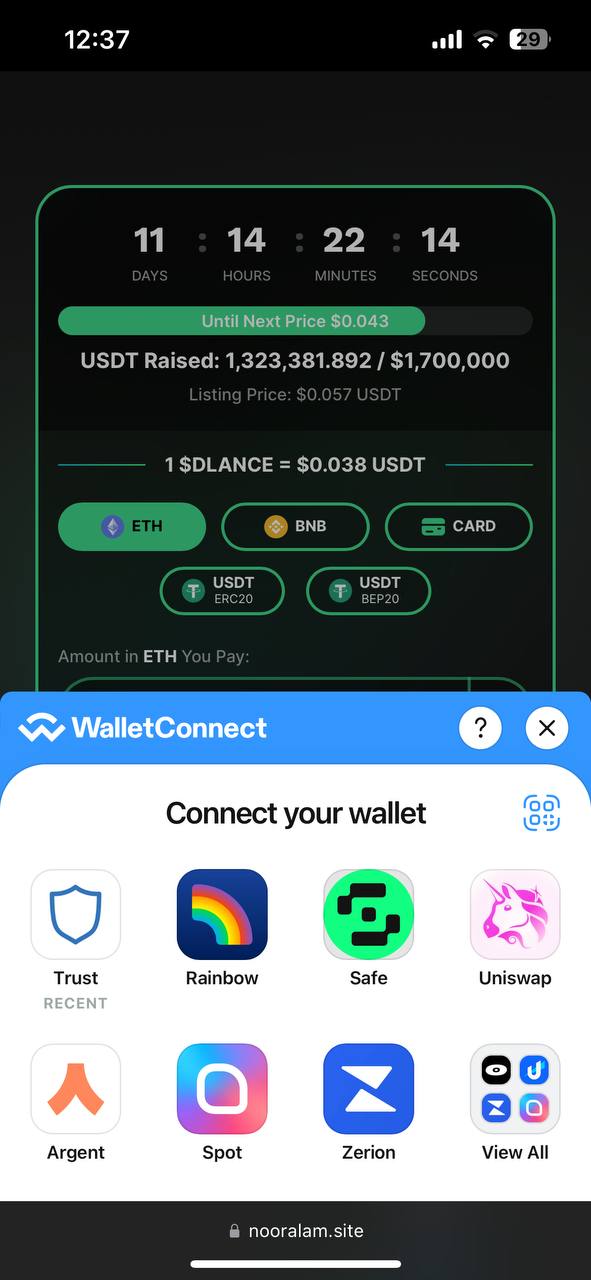 12:37
29
11 : 14 : 22 : 14
DAYS HOURS MINUTES SECONDS
Until Next Price $0.043
USDT Raised: 1,323,381.892 / $1,700,000
Listing Price: $0.057 USDT
1 $DLANCE = $0.038 USDT
ETH BNB CARD
USDT USDT
ERC20 BEP20
Amount in ETH You Pay:
WalletConnect ?
Connect your wallet
Trust Rainbow Safe Uniswap
RECENT
Argent Spot Zerion View All
nooralam.site